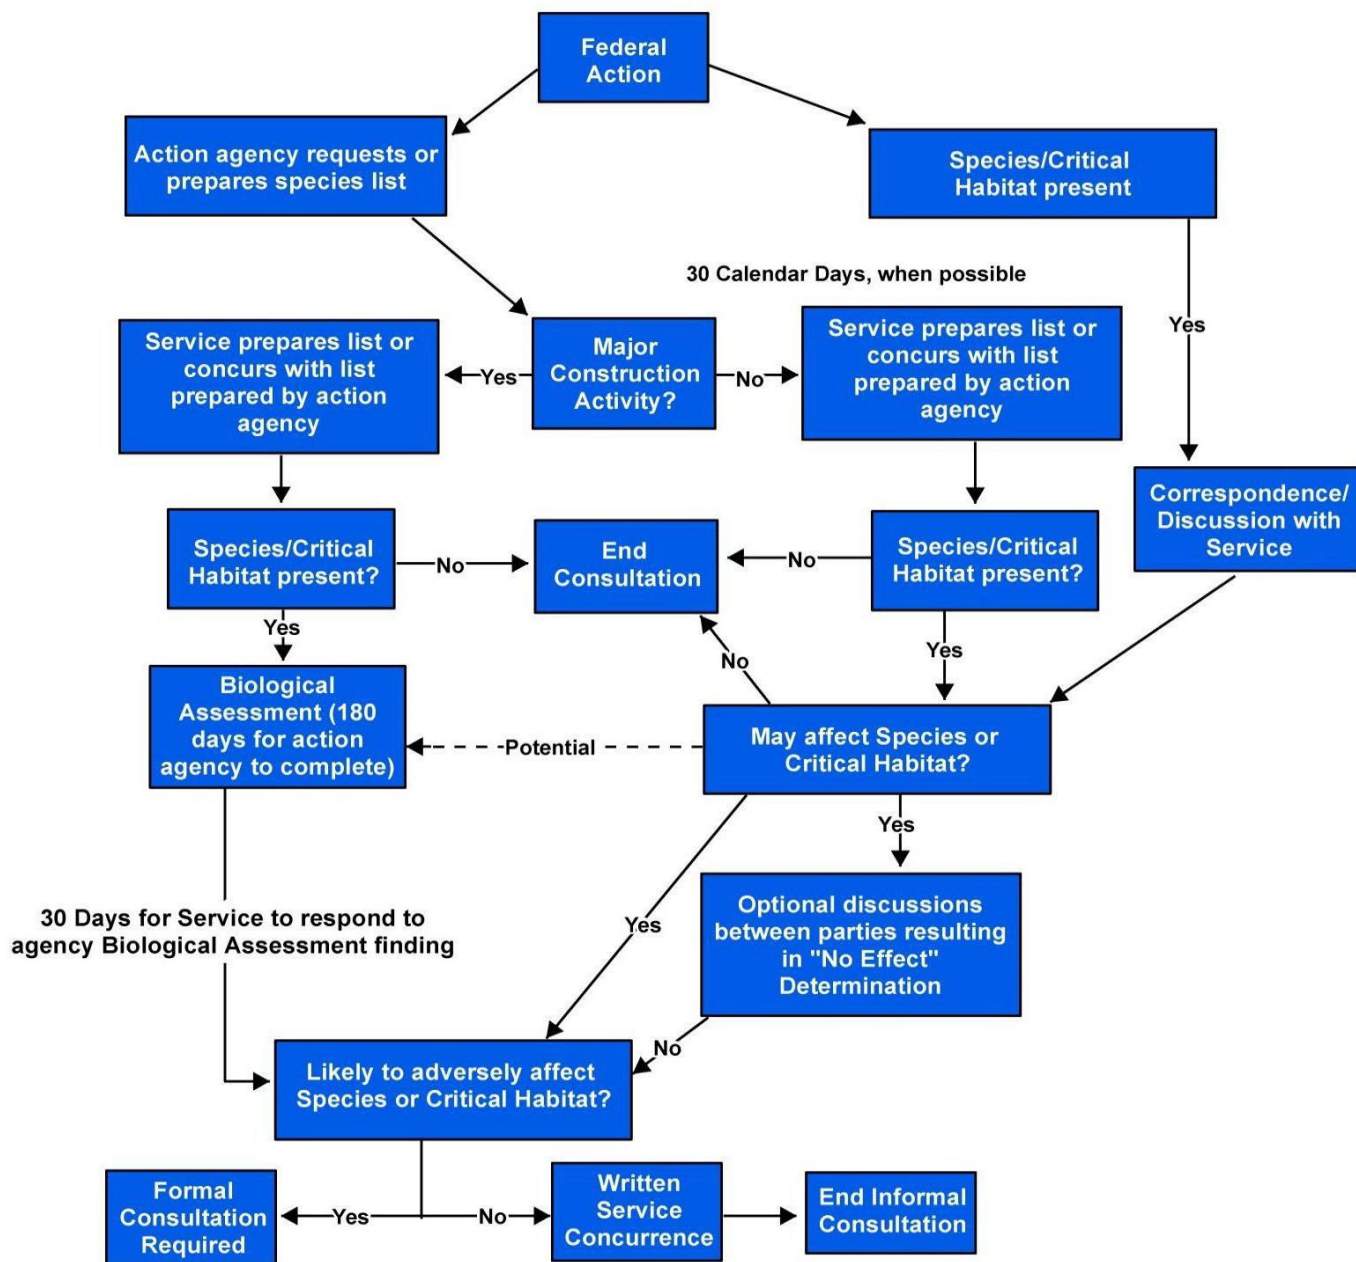 Federal
Action
Action agency requests or
prepares species list
Species/Critical
Habitat present
30 Calendar Days, when possible
Yes
Service prepares list or
concurs with list
prepared by action
agency
Yes
Major
Construction
Activity?
No
Service prepares list or
concurs with list
prepared by action
agency
Correspondence/
Discussion with
Service
Species/Critical
Habitat present?
No
End
Consultation
No
Species/Critical
Habitat present?
Yes
No
Yes
Biological
Assessment (180
days for action
agency to complete)
Potential
May affect Species or
Critical Habitat?
Yes
30 Days for Service to respond to
agency Biological Assessment finding
Yes
Optional discussions
between parties resulting
in "No Effect"
Determination
No
Likely to adversely affect
Species or Critical Habitat?
Formal
Consultation
Required
Yes
No
Written
Service
Concurrence
End Informal
Consultation